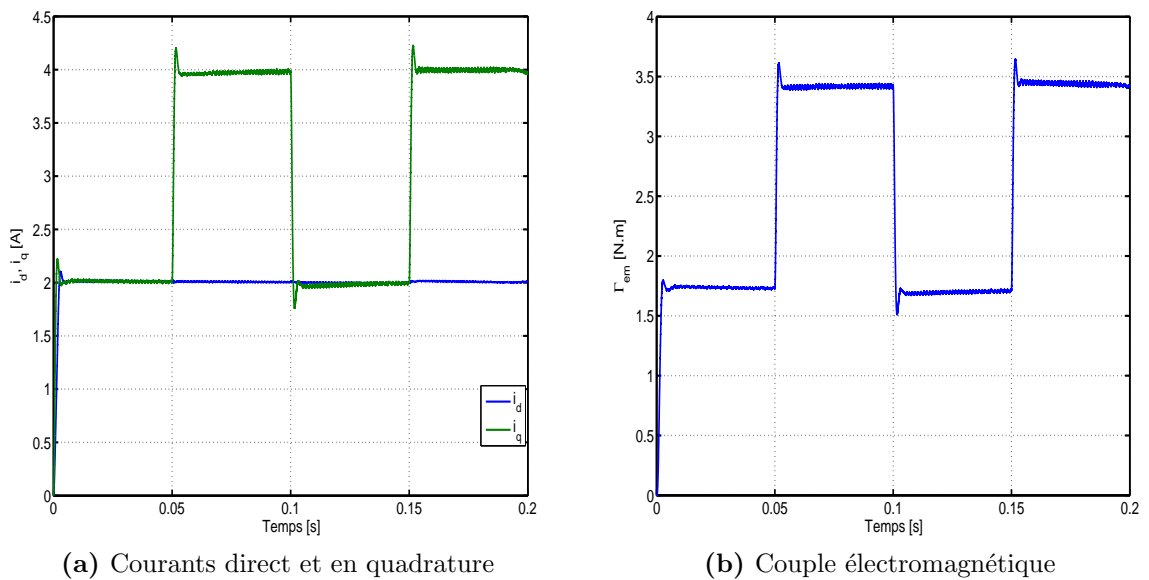 4.5
4
3.5
3
2.5
2
1.5
1
0.5
0
i_d, i_q [A]
0 0.05 0.1 0.15 0.2
Temps [s]
i_d
i_q
(a) Courants direct et en quadrature
4
3.5
3
2.5
2
1.5
1
0.5
0
Γ_em [N.m]
0 0.05 0.1 0.15 0.2
Temps [s]
(b) Couple électromagnétique